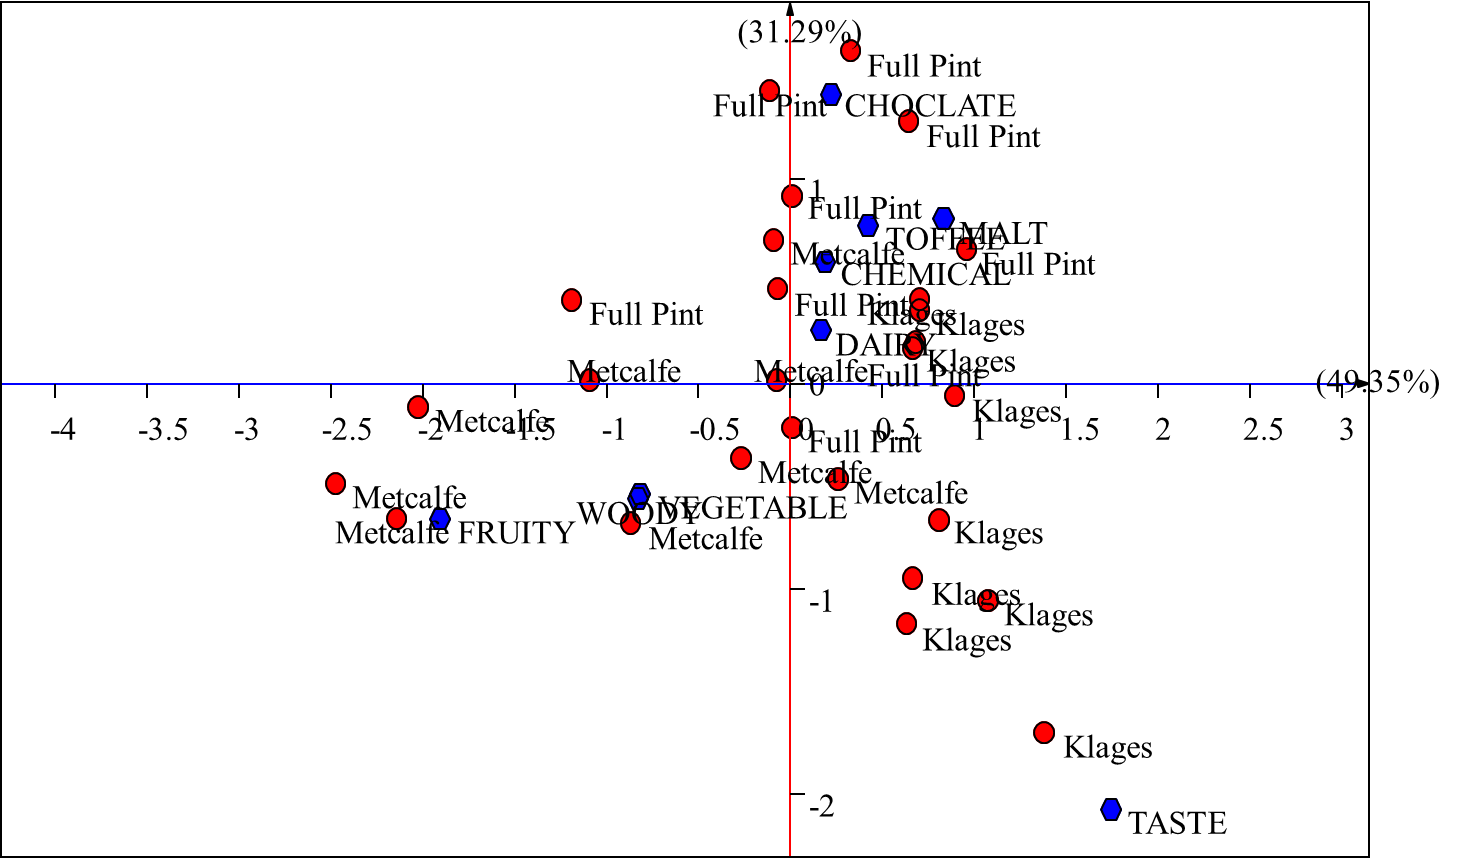 (31.29%)
Full Pint
Full Pint
CHOCLATE
Full Pint
1
Full Pint
MALT
TOFFEE
Metcalfe
Full Pint
CHEMICAL
Full Pint
Klages
Full Pint
Klages
DAIRY
Klages
Metcalfe
Metcalfe
Full Pint
0
(49.35%)
Klages
Metcalfe
-4 -3.5 -3 -2.5 -2 -1.5 -1 -0.5 0 0.5 1 1.5 2 2.5 3
Full Pint
Metcalfe
Metcalfe
Metcalfe
WOODY
VEGETABLE
Metcalfe
FRUITY
Metcalfe
Klages
Klages
-1
Klages
Klages
Klages
-2
TASTE